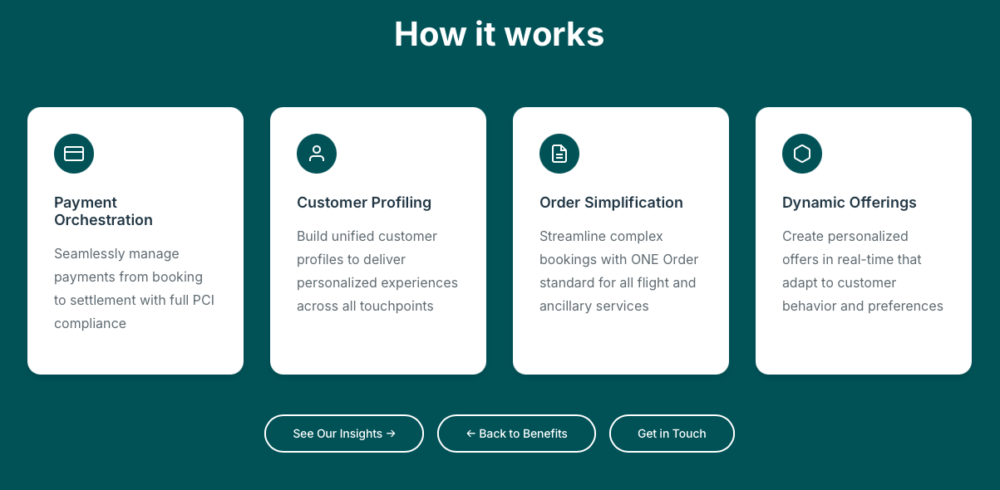 How it works
Payment
Orchestration
Seamlessly manage
payments from booking
to settlement with full PCI
compliance
Customer Profiling
Build unified customer
profiles to deliver
personalized experiences
across all touchpoints
Order Simplification
Streamline complex
bookings with ONE Order
standard for all flight and
ancillary services
Dynamic Offerings
Create personalized
offers in real-time that
adapt to customer
behavior and preferences
See Our Insights →
← Back to Benefits
Get in Touch